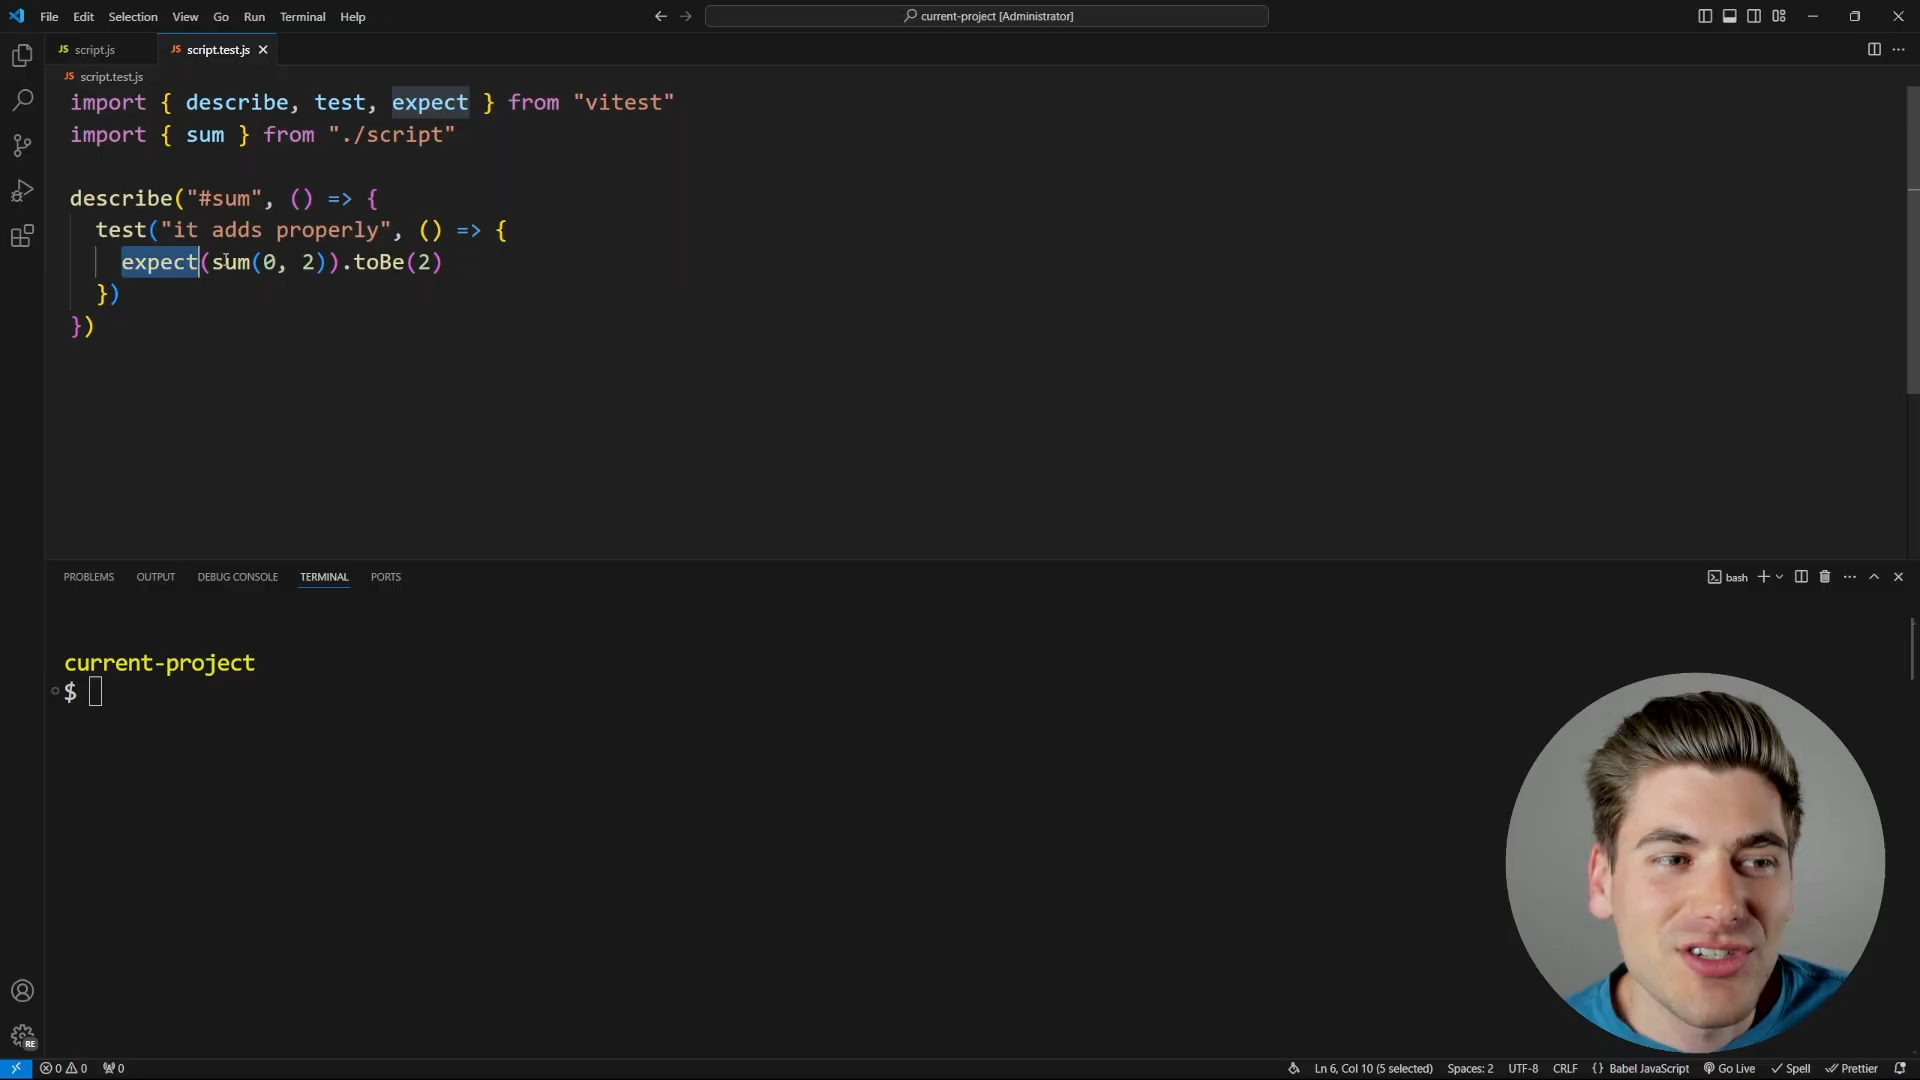 File Edit Selection View Go Run Terminal Help
current-project [Administrator]
JS script.js
JS script.test.js
JS script.test.js
import { describe, test, expect } from "vitest"
import { sum } from "./script"
describe("#sum", () => {
test("it adds properly", () => {
expect(sum(0, 2)).toBe(2)
})
})
PROBLEMS OUTPUT DEBUG CONSOLE TERMINAL PORTS
bash
current-project
$
RE
0 0 0
Ln 6, Col 10 (5 selected) Spaces: 2 UTF-8 CRLF {} Babel JavaScript Go Live Spell Prettier